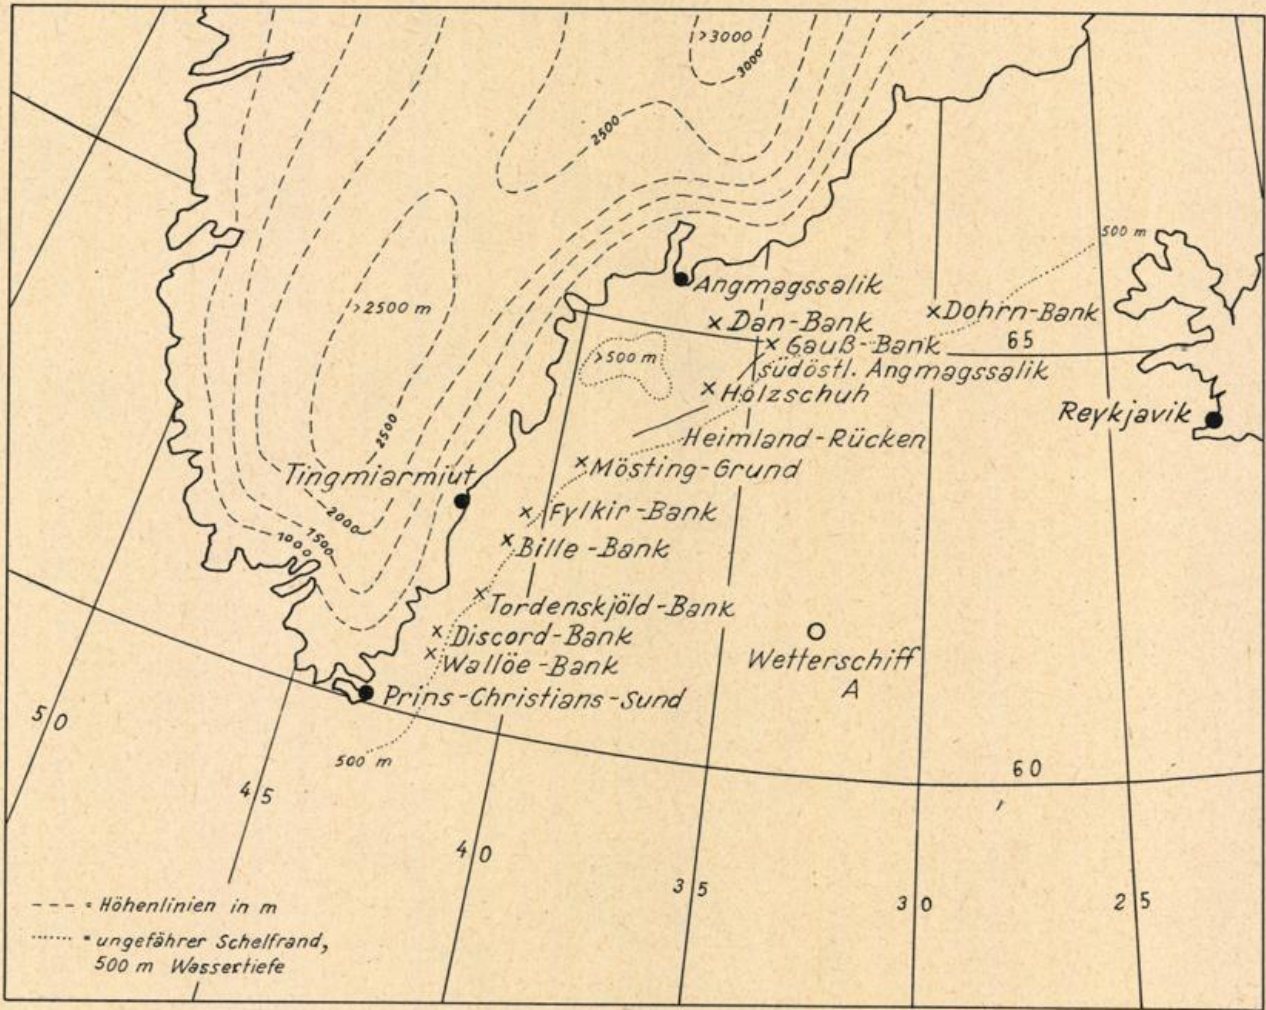 >3000
3000
2500
500 m
Angmagssalik
>2500 m
Dohrn-Bank
Dan-Bank
65
Gauß-Bank
>500 m
südöstl. Angmagssalik
Holzschuh
Reykjavik
2500
Heimland-Rücken
Mösting-Grund
Tingmiarmiut
2000
Fylkir-Bank
1500
1000
Bille-Bank
Tordenskjöld-Bank
Discord-Bank
Wallöe-Bank
Wetterschiff
A
Prins-Christians-Sund
50
500 m
60
45
40
35
30
25
---- = Höhenlinien in m
........ = ungefährer Schelfrand,
500 m Wassertiefe